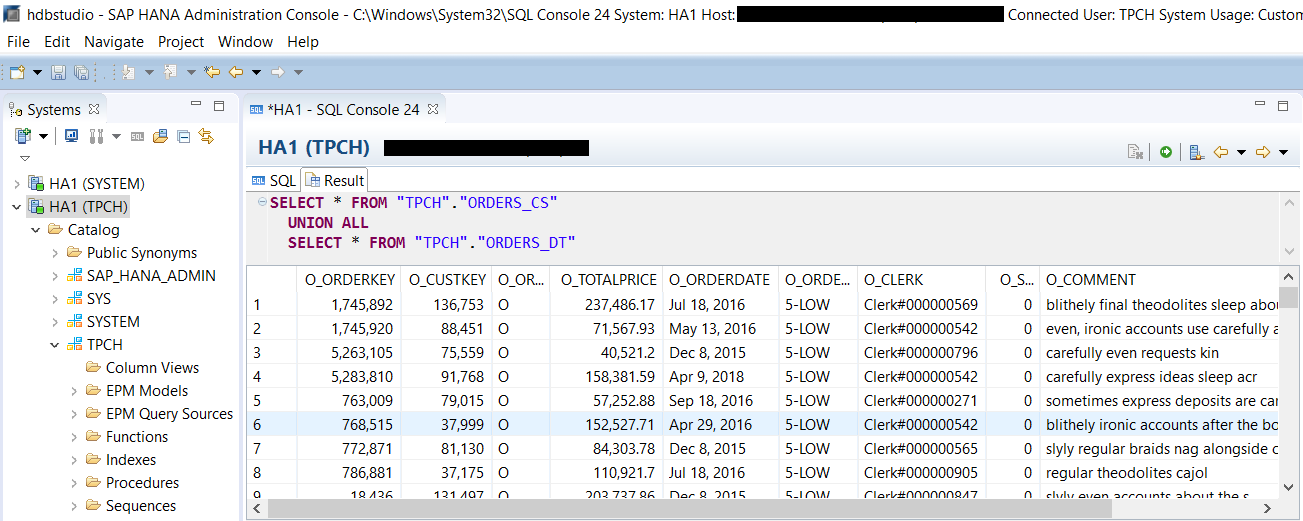 hdbstudio - SAP HANA Administration Console - C:\Windows\System32\SQL Console 24 System: HA1 Host: Connected User: TPCH System Usage: Custom
File Edit Navigate Project Window Help
Systems
HA1 (SYSTEM)
HA1 (TPCH)
Catalog
Public Synonyms
SAP_HANA_ADMIN
SYS
SYSTEM
TPCH
Column Views
EPM Models
EPM Query Sources
Functions
Indexes
Procedures
Sequences
SQL *HA1 - SQL Console 24
HA1 (TPCH)
SQL SQL Result
SELECT * FROM "TPCH"."ORDERS_CS"
UNION ALL
SELECT * FROM "TPCH"."ORDERS_DT"
O_ORDERKEY O_CUSTKEY O_OR... O_TOTALPRICE O_ORDERDATE O_ORDE... O_CLERK O_S... O_COMMENT
1 1,745,892 136,753 O 237,486.17 Jul 18, 2016 5-LOW Clerk#000000569 0 blithely final theodolites sleep abou
2 1,745,920 88,451 O 71,567.93 May 13, 2016 5-LOW Clerk#000000542 0 even, ironic accounts use carefully a
3 5,263,105 75,559 O 40,521.2 Dec 8, 2015 5-LOW Clerk#000000796 0 carefully even requests kin
4 5,283,810 91,768 O 158,381.59 Apr 9, 2018 5-LOW Clerk#000000542 0 carefully express ideas sleep acr
5 763,009 79,015 O 57,252.88 Sep 18, 2016 5-LOW Clerk#000000271 0 sometimes express deposits are car
6 768,515 37,999 O 152,527.71 Apr 29, 2016 5-LOW Clerk#000000542 0 blithely ironic accounts after the bo
7 772,871 81,130 O 84,303.78 Dec 8, 2015 5-LOW Clerk#000000565 0 slyly regular braids nag alongside c
8 786,881 37,175 O 110,921.7 Jul 18, 2016 5-LOW Clerk#000000905 0 regular theodolites cajol
9 18,436 131,497 O 203,737.86 Dec 8, 2015 5-LOW Clerk#000000847 0 slyly even accounts about the s